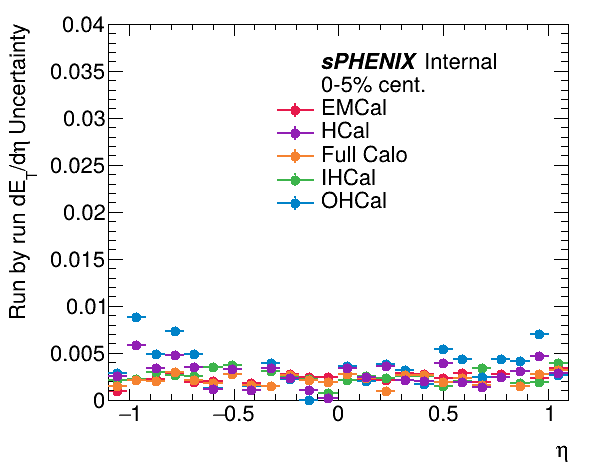 Run by run dE_T/dη Uncertainty
0.04
0.035
0.03
0.025
0.02
0.015
0.01
0.005
0
sPHENIX Internal
0-5% cent.
EMCal
HCal
Full Calo
IHCal
OHCal
−1 −0.5 0 0.5 1
η